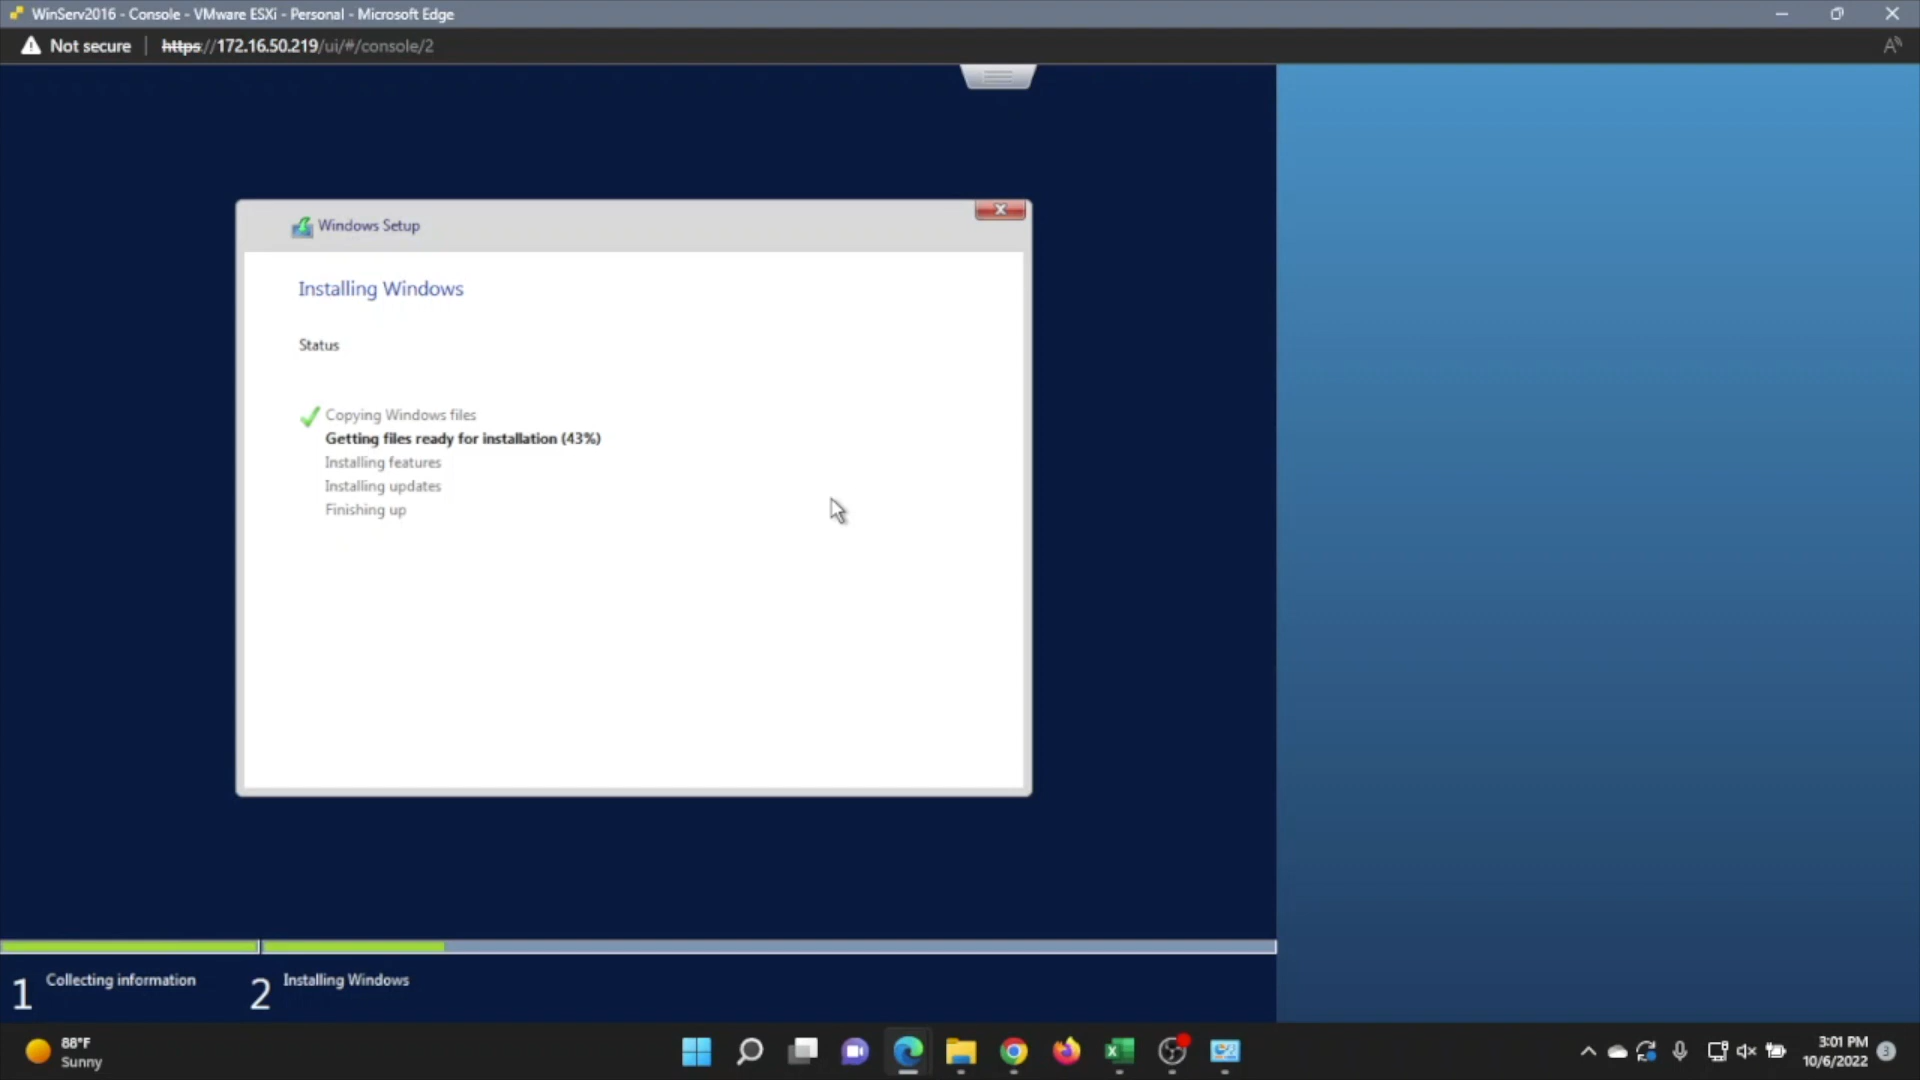 WinServ2016 - Console - VMware ESXi - Personal - Microsoft Edge
Not secure
https://172.16.50.219/ui/#/console/2
Windows Setup
Installing Windows
Status
Copying Windows files
Getting files ready for installation (43%)
Installing features
Installing updates
Finishing up
1 Collecting information
2 Installing Windows
88°F
Sunny
3:01 PM
10/6/2022
3